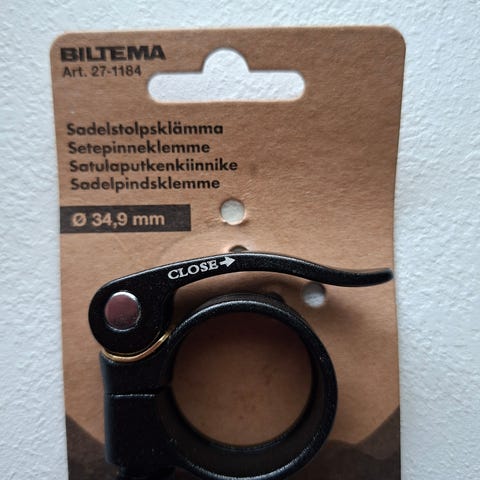 BILTEMA
Art. 27-1184
Sadelstolpsklämma
Setepinneklemme
Satulaputkenkiinnike
Sadelpindsklemme
Ø 34,9 mm
CLOSE→